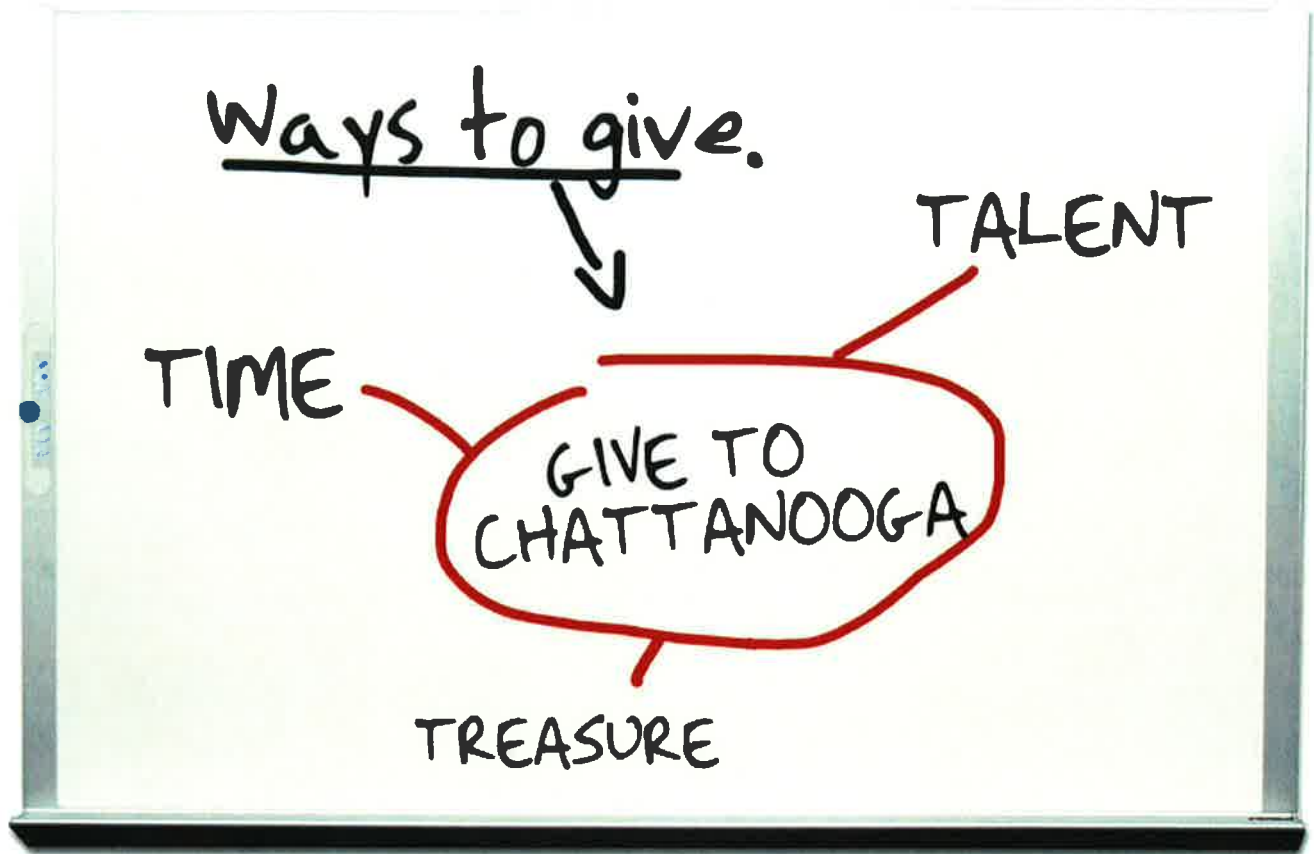 Ways to give.
TALENT
TIME
GIVE TO
CHATTANOOGA
TREASURE